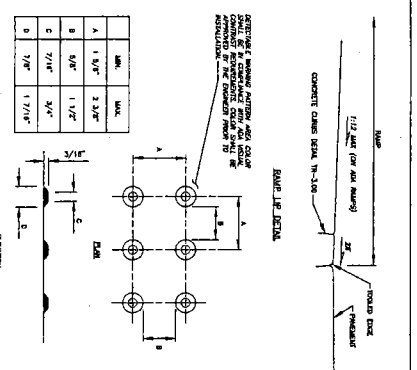 RAMP
1:12 MAX (ON ADA RAMPS)
2%
TOOLED EDGE
PAVEMENT
CONCRETE CURBS DETAIL TR-3.00
RAMP LIP DETAIL
DETECTABLE WARNING PATTERN AREA COLOR
SHALL BE IN COMPLIANCE WITH ADA VISUAL
CONTRAST REQUIREMENTS. COLOR SHALL BE
APPROVED BY THE ENGINEER PRIOR TO
INSTALLATION
A
B
A
B
PLAN
3/16"
C
D
MIN. MAX.
A 1 5/8" 2 3/8"
B 5/8" 1 1/2"
C 7/16" 3/4"
D 7/8" 1 7/16"